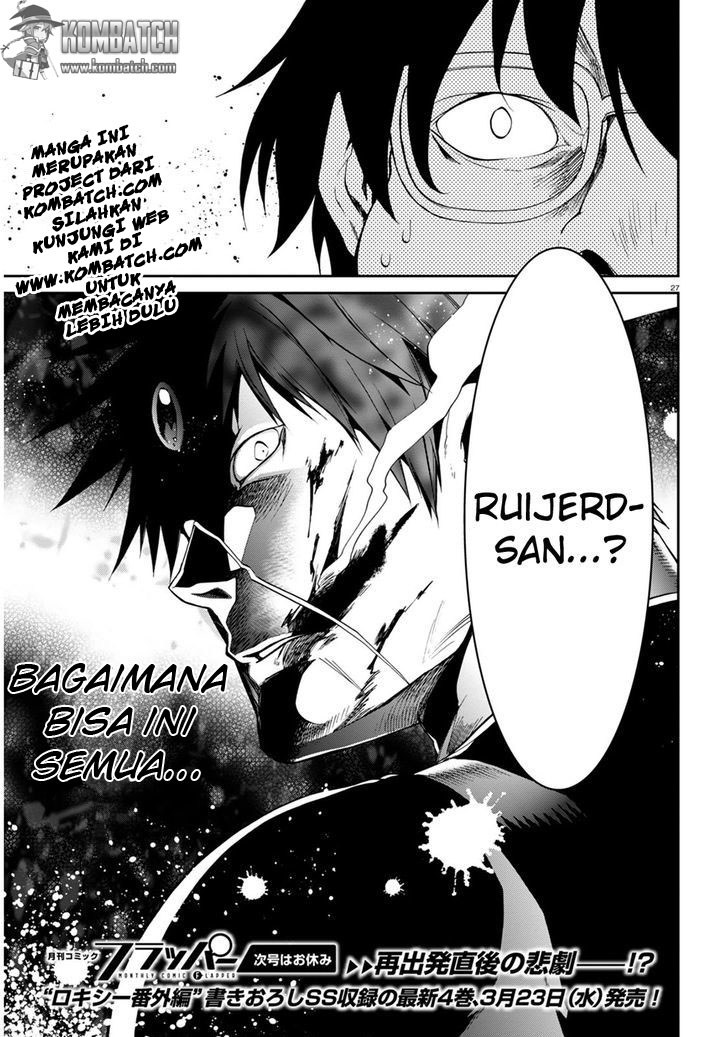 KOMBATCH
www.kombatch.com
MANGA INI
MERUPAKAN
PROJECT DARI
KOMBATCH.COM
SILAHKAN
KUNJUNGI WEB
KAMI DI
WWW.KOMBATCH.COM
UNTUK
MEMBACANYA
LEBIH DULU
27
RUIJERD-
SAN...?
BAGAIMANA
BISA INI
SEMUA...
月刊コミック
フラッパー
MONTHLY COMIC FLAPPER
次号はお休み
▶▶再出発直後の悲劇――!?
“ロキシー番外編”書きおろしSS収録の最新4巻、3月23日(水)発売!